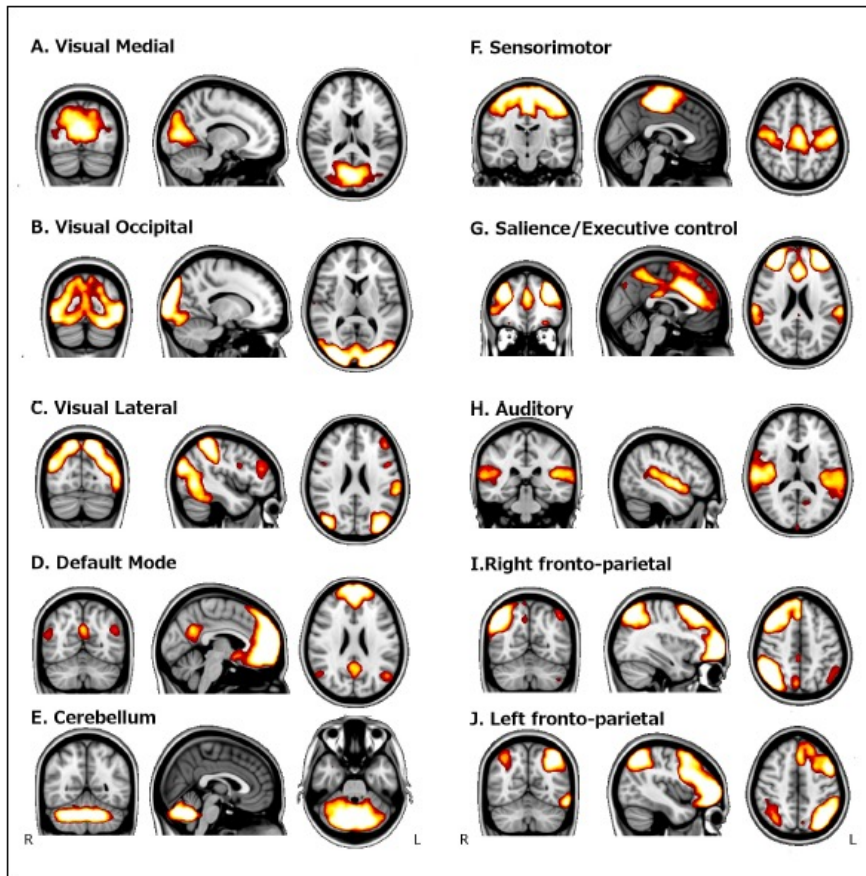 A. Visual Medial
B. Visual Occipital
C. Visual Lateral
D. Default Mode
E. Cerebellum
R L
F. Sensorimotor
G. Salience/Executive control
H. Auditory
I.Right fronto-parietal
J. Left fronto-parietal
R L